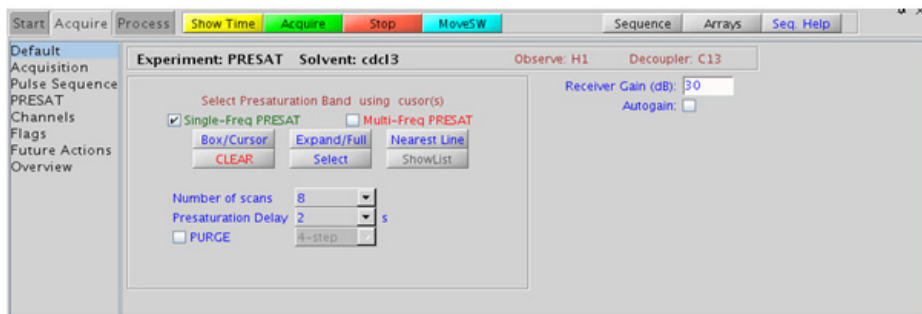 Start Acquire Process Show Time Acquire Stop MoveSW Sequence Arrays Seq. Help
Default
Acquisition
Pulse Sequence
PRESAT
Channels
Flags
Future Actions
Overview
Experiment: PRESAT Solvent: cdcl3 Observe: H1 Decoupler: C13
Select Presaturation Band using cusor(s)
Single-Freq PRESAT Multi-Freq PRESAT
Box/Cursor Expand/Full Nearest Line
CLEAR Select ShowList
Number of scans 8
Presaturation Delay 2 s
PURGE 4-step
Receiver Gain (dB): 30
Autogain: